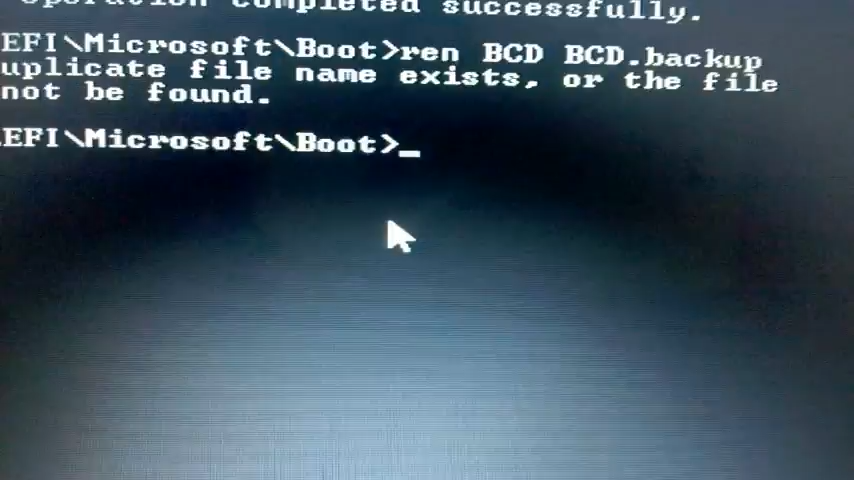 operation completed successfully.
EFI\Microsoft\Boot>ren BCD BCD.backup
uplicate file name exists, or the file
not be found.
.EFI\Microsoft\Boot>_